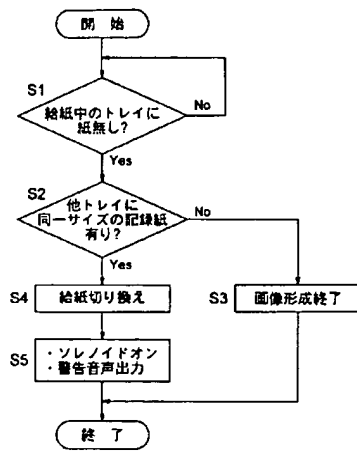 開 始
S1
給紙中のトレイに
紙無し?
No
Yes
S2
他トレイに
同一サイズの記録紙
有り?
No
Yes
S4
給紙切り換え
S3
画像形成終了
S5
・ソレノイドオン
・警告音声出力
終 了